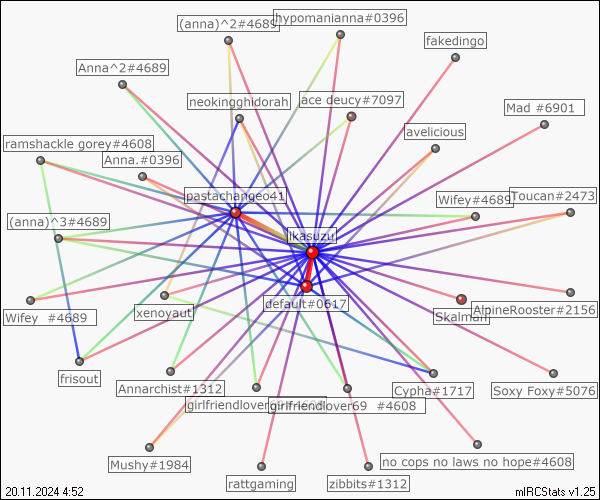 (anna)^2#4689
hypomanianna#0396
fakedingo
Anna^2#4689
neokingghidorah
ace deucy#7097
Mad #6901
avelicious
ramshackle gorey#4608
Anna.#0396
pastachangeo41
Wifey#4689
Toucan#2473
(anna)^3#4689
likasuzu
default#0617
Wifey  #4689
xenoyaut
Skalman
AlpineRooster#2156
frisout
Annarchist#1312
girlfriendlover69
girlfriendlover69  #4608
Cypha#1717
Soxy Foxy#5076
Mushy#1984
rattgaming
zibbits#1312
no cops no laws no hope#4608
20.11.2024 4:52
mIRCStats v1.25